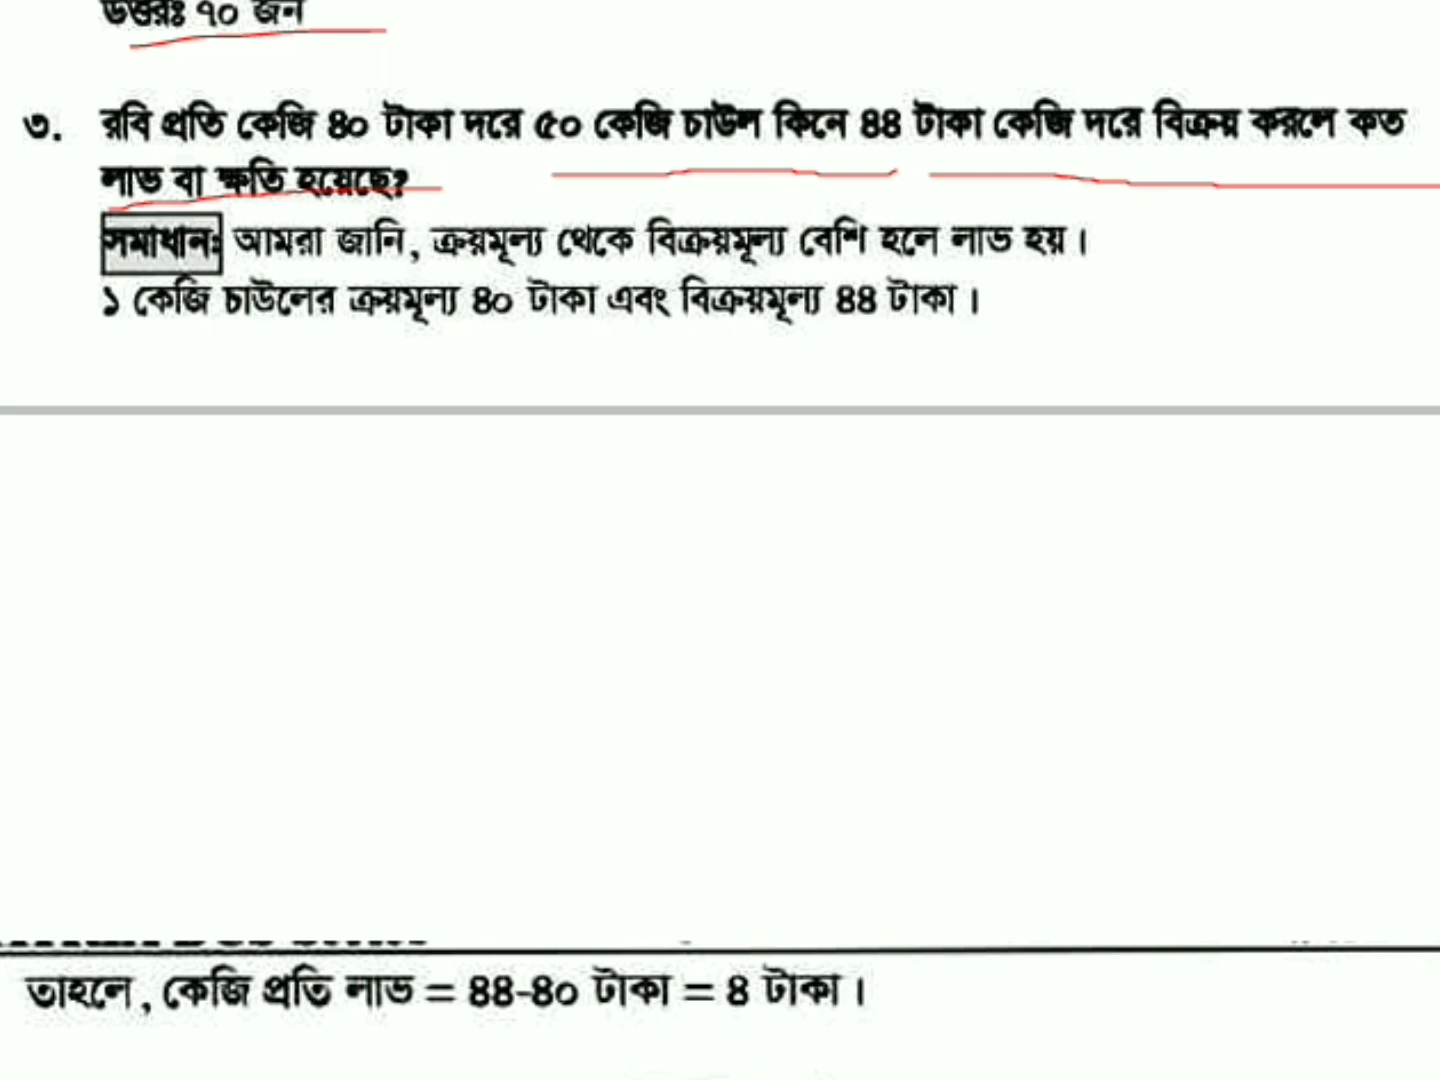 উত্তরঃ ৭০ জন
৩. রবি প্রতি কেজি ৪০ টাকা দরে ৫০ কেজি চাউল কিনে ৪৪ টাকা কেজি দরে বিক্রয় করলে কত
লাভ বা ক্ষতি হয়েছে?
সমাধান: আমরা জানি, ক্রয়মূল্য থেকে বিক্রয়মূল্য বেশি হলে লাভ হয়।
১ কেজি চাউলের ক্রয়মূল্য ৪০ টাকা এবং বিক্রয়মূল্য ৪৪ টাকা।
তাহলে, কেজি প্রতি লাভ = ৪৪-৪০ টাকা = ৪ টাকা।